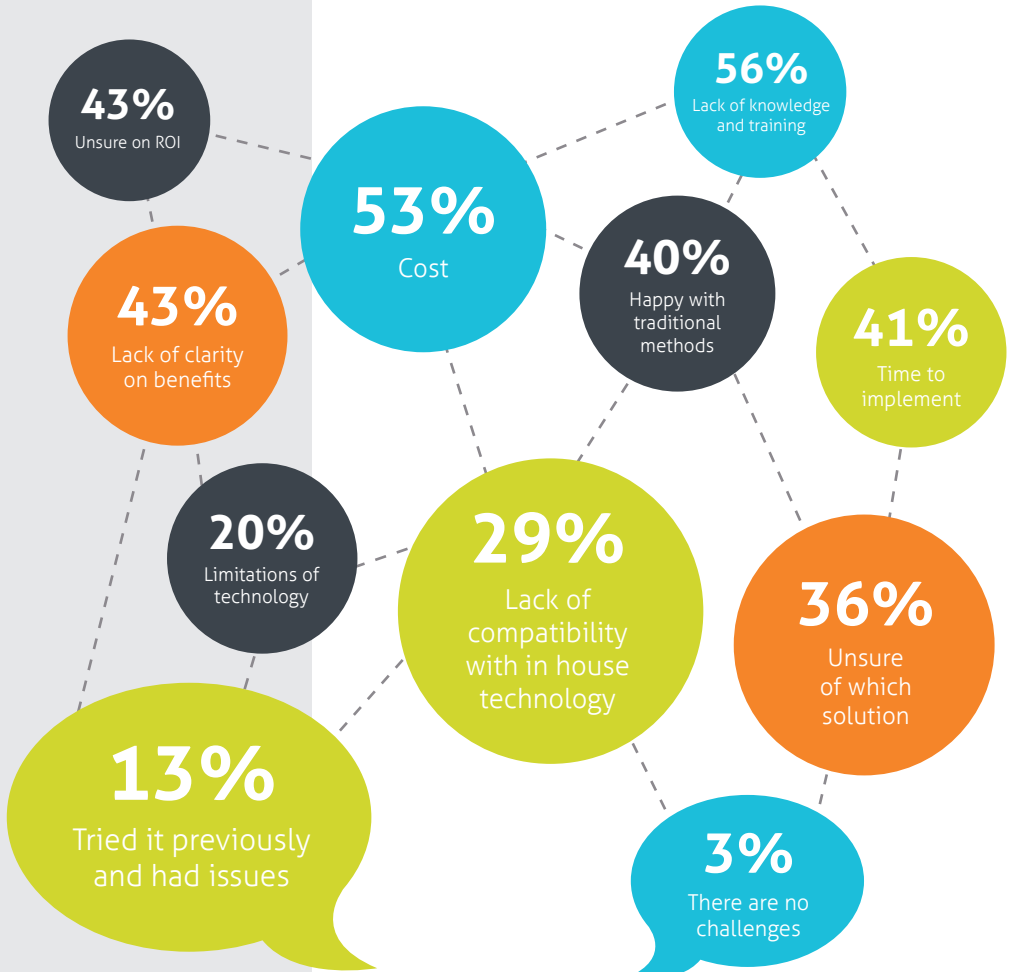 43%
Unsure on ROI
56%
Lack of knowledge
and training
53%
Cost
40%
Happy with
traditional
methods
43%
Lack of clarity
on benefits
41%
Time to
implement
20%
Limitations of
technology
29%
Lack of
compatibility
with in house
technology
36%
Unsure
of which
solution
13%
Tried it previously
and had issues
3%
There are no
challenges